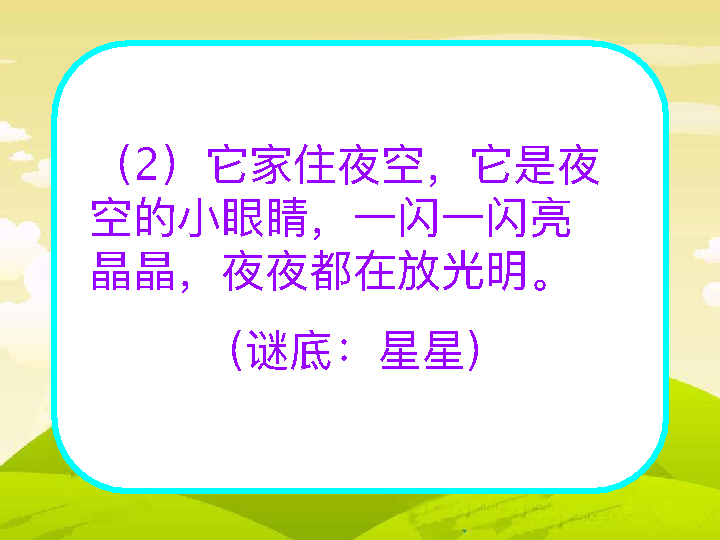 （2）它家住夜空，它是夜
空的小眼睛，一闪一闪亮
晶晶，夜夜都在放光明。
（谜底：星星）